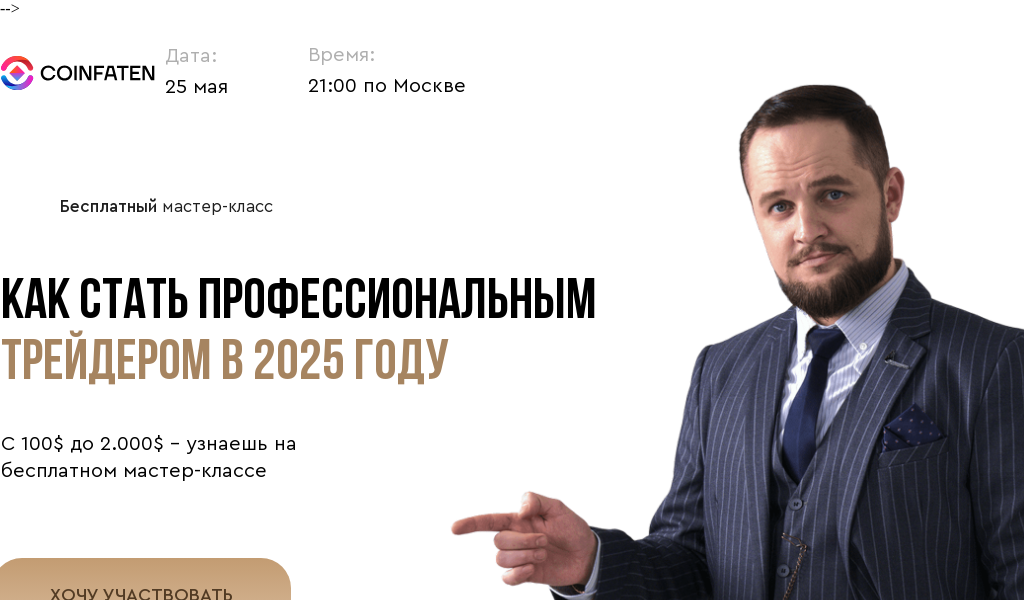 -->
COINFATEN
Дата:
25 мая
Время:
21:00 по Москве
Бесплатный мастер-класс
КАК СТАТЬ ПРОФЕССИОНАЛЬНЫМ
ТРЕЙДЕРОМ В 2025 ГОДУ
С 100$ до 2.000$ – узнаешь на
бесплатном мастер-классе
ХОЧУ УЧАСТВОВАТЬ